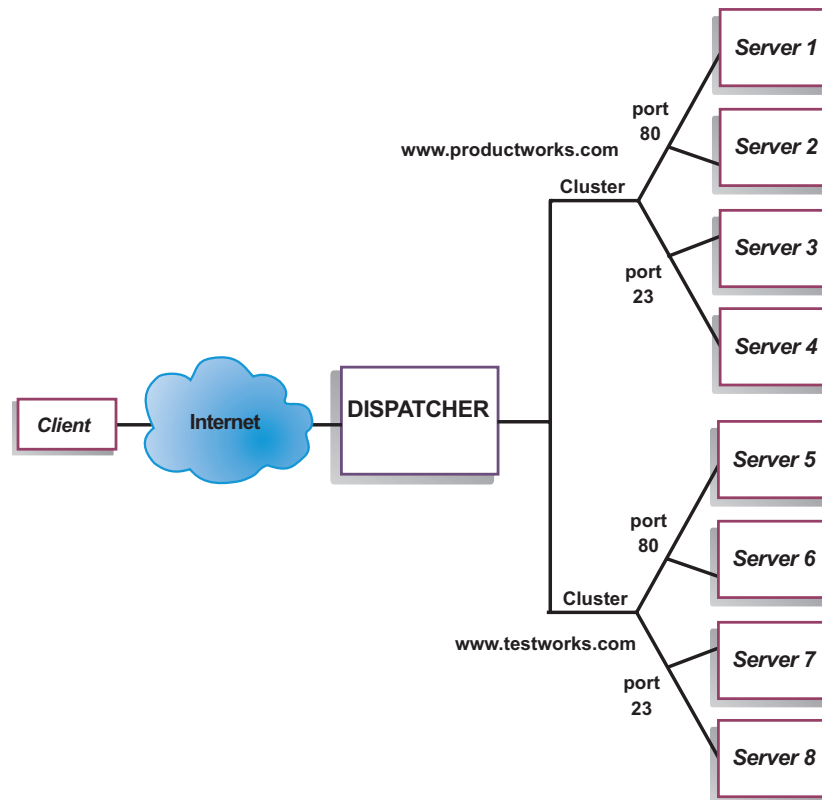 Server 1
port
80
Server 2
www.productworks.com
Cluster
Server 3
port
23
Server 4
Client
Internet
DISPATCHER
Server 5
port
80
Server 6
Cluster
www.testworks.com
Server 7
port
23
Server 8